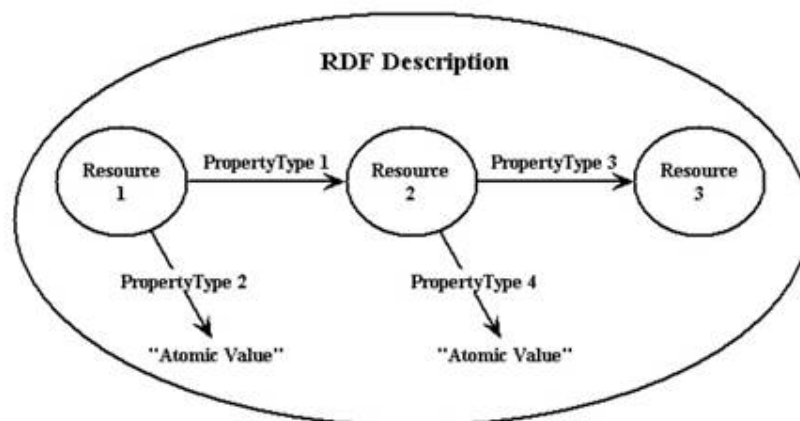 RDF Description
PropertyType 1
PropertyType 3
Resource
1
Resource
2
Resource
3
PropertyType 2
PropertyType 4
"Atomic Value"
"Atomic Value"